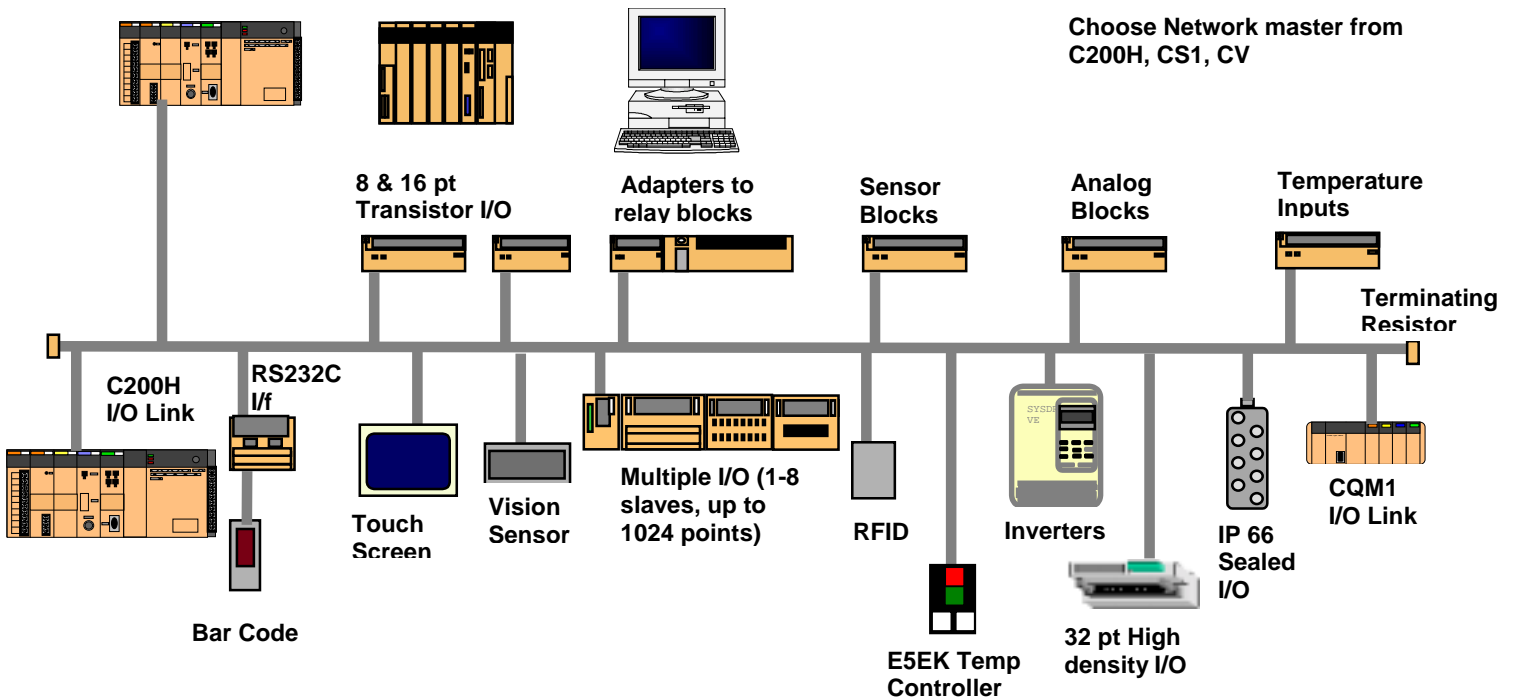 Choose Network master from
C200H, CS1, CV
8 & 16 pt
Transistor I/O
Adapters to
relay blocks
Sensor
Blocks
Analog
Blocks
Temperature
Inputs
Terminating
Resistor
C200H
I/O Link
RS232C
I/f
SYSDR
VE
Touch
Screen
Vision
Sensor
Multiple I/O (1-8
slaves, up to
1024 points)
RFID
Inverters
IP 66
Sealed
I/O
CQM1
I/O Link
Bar Code
E5EK Temp
Controller
32 pt High
density I/O